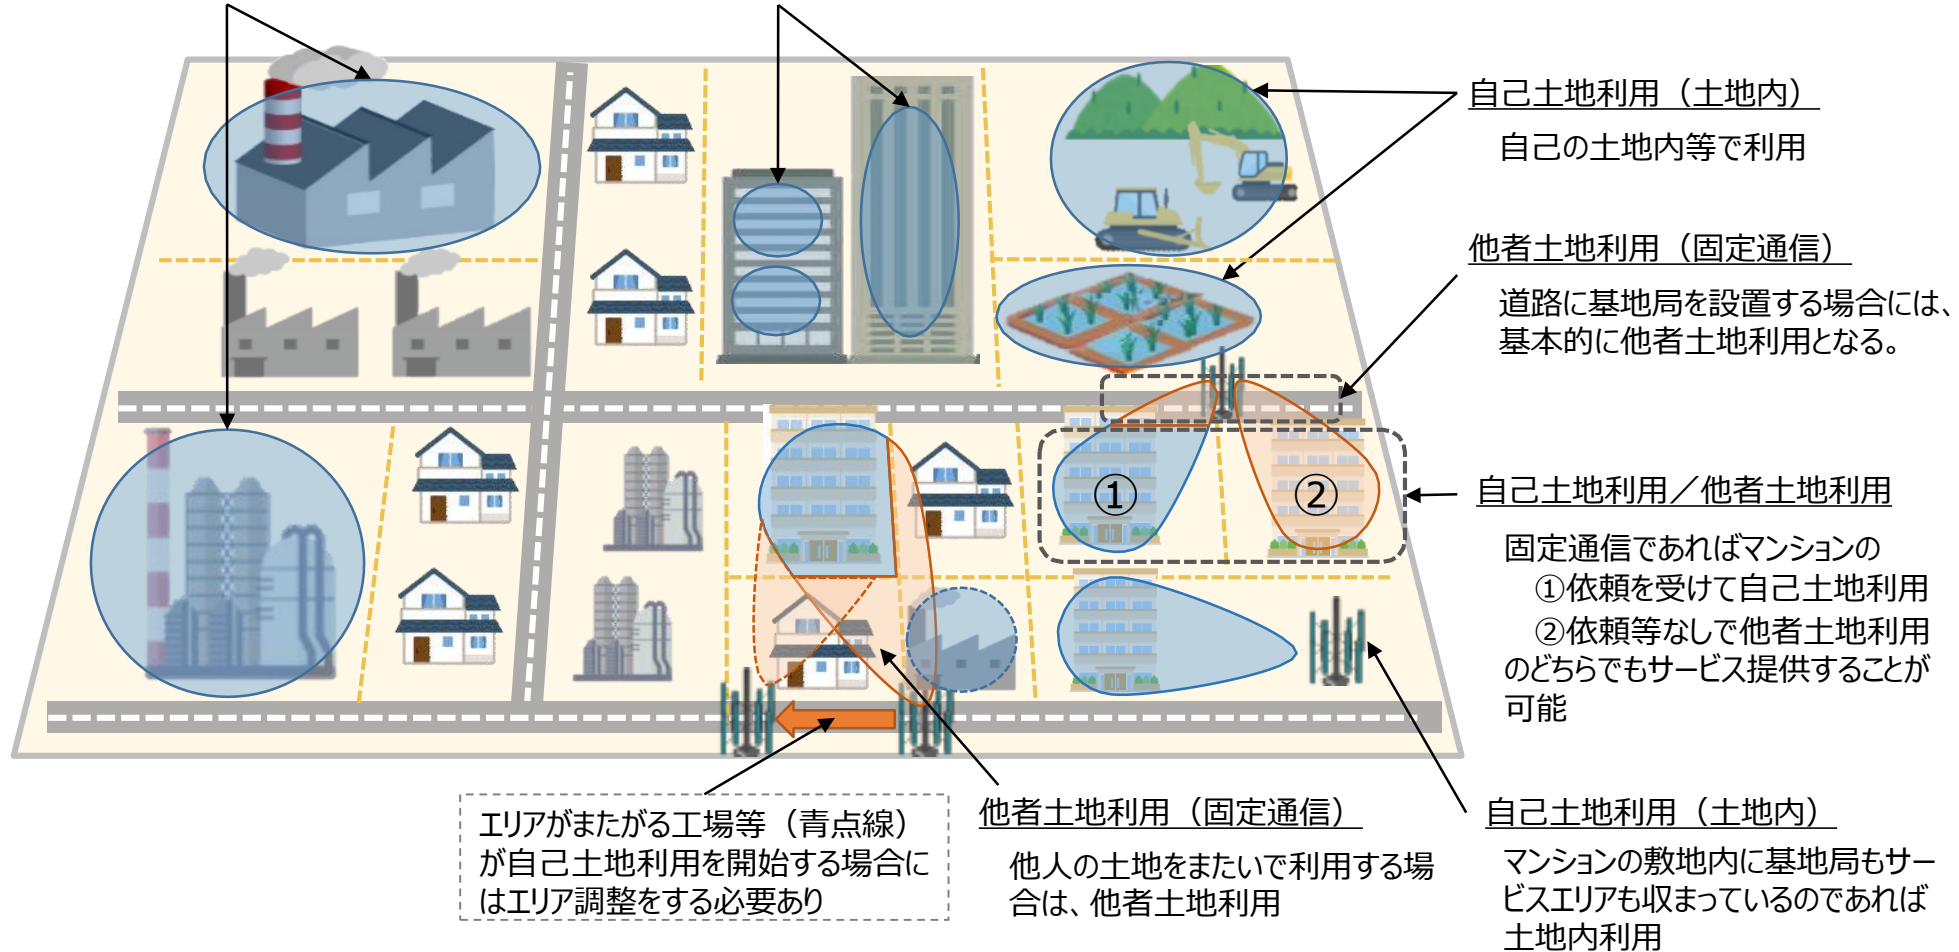 自己土地利用（土地内）
自己の土地内等で利用
他者土地利用（固定通信）
道路に基地局を設置する場合には、
基本的に他者土地利用となる。
①
②
自己土地利用／他者土地利用
固定通信であればマンションの
①依頼を受けて自己土地利用
②依頼等なしで他者土地利用
のどちらでもサービス提供することが
可能
エリアがまたがる工場等（青点線）
が自己土地利用を開始する場合に
はエリア調整をする必要あり
他者土地利用（固定通信）
他人の土地をまたいで利用する場
合は、他者土地利用
自己土地利用（土地内）
マンションの敷地内に基地局もサー
ビスエリアも収まっているのであれば
土地内利用